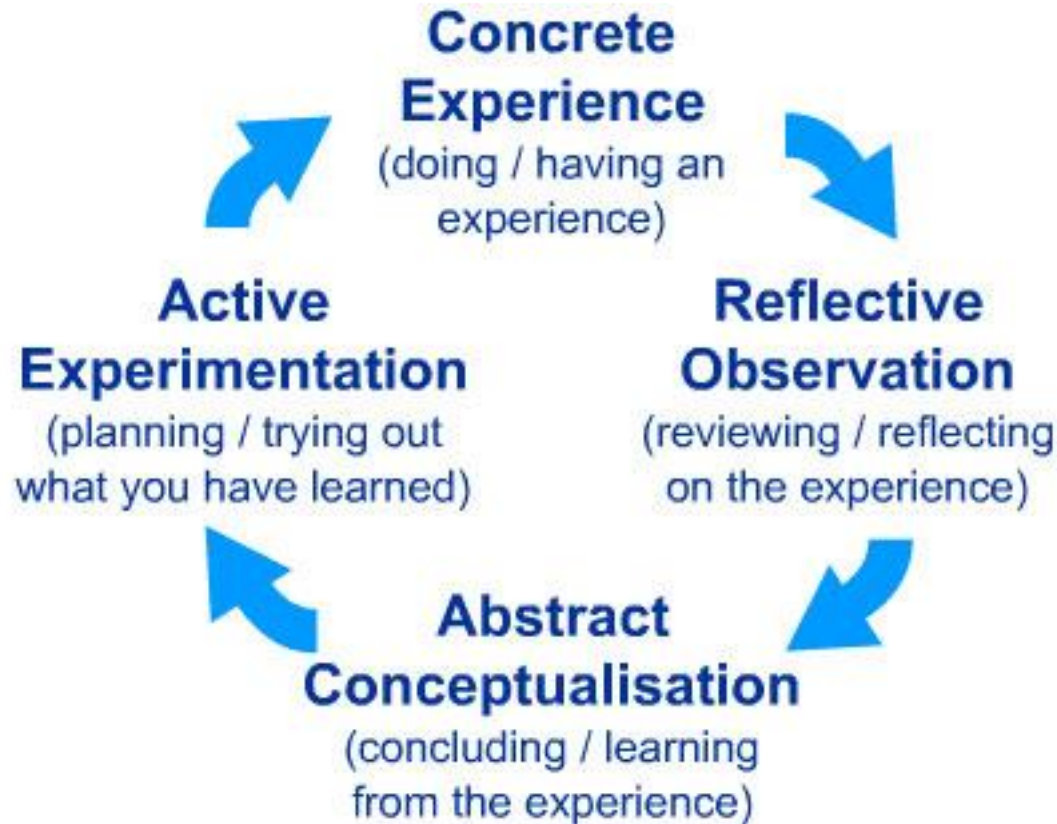 Concrete
Experience
(doing / having an
experience)
Reflective
Observation
(reviewing / reflecting
on the experience)
Abstract
Conceptualisation
(concluding / learning
from the experience)
Active
Experimentation
(planning / trying out
what you have learned)